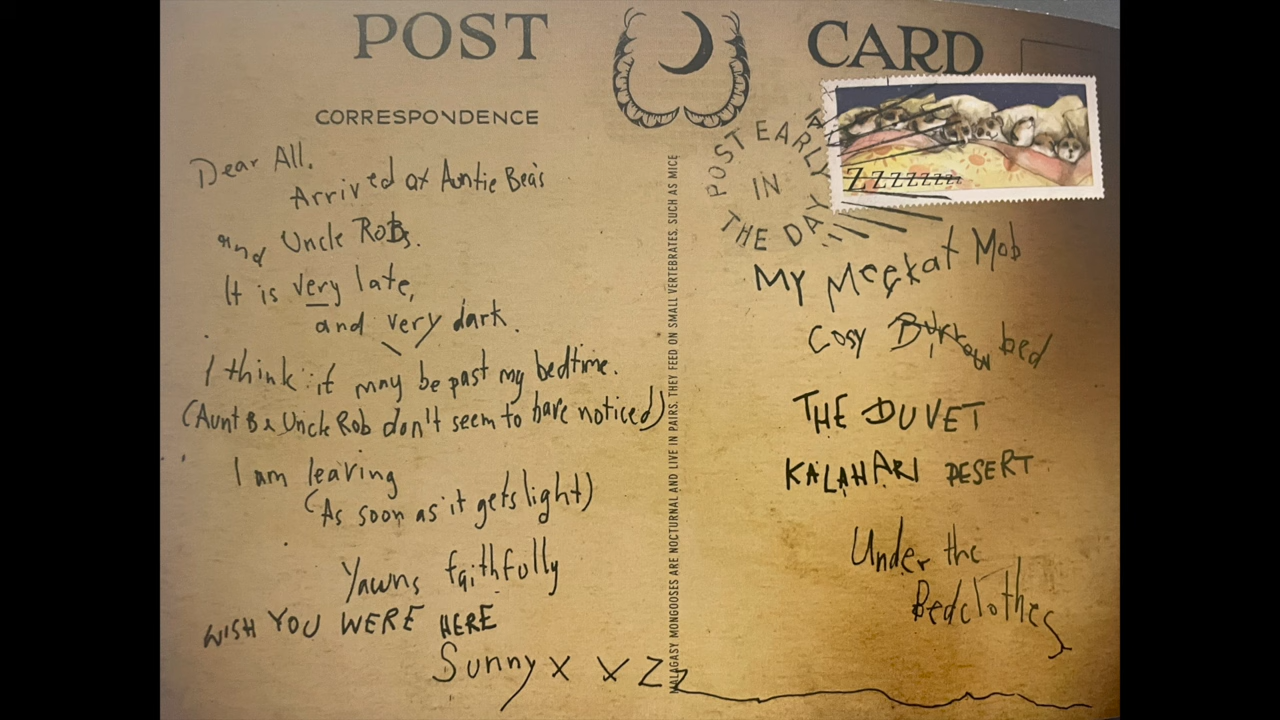 POST CARD
CORRESPONDENCE
Dear All.
Arrived at Auntie Bea's
and Uncle RoBs.
It is very late,
and very dark.
I think it may be past my bedtime.
(Aunt B & Uncle Rob don't seem to have noticed)
I am leaving
(As soon as it gets light)
Yawns faithfully
WISH YOU WERE HERE
Sunny x x Zz
MALAGASY MONGOOSES ARE NOCTURNAL AND LIVE IN PAIRS. THEY FEED ON SMALL VERTEBRATES, SUCH AS MICE
POST EARLY
IN
THE DAY
Zzzzzzzz
My Meekat Mob
Cosy Burrow bed
THE DUVET
KALAHARI DESERT
Under the
Bedclothes